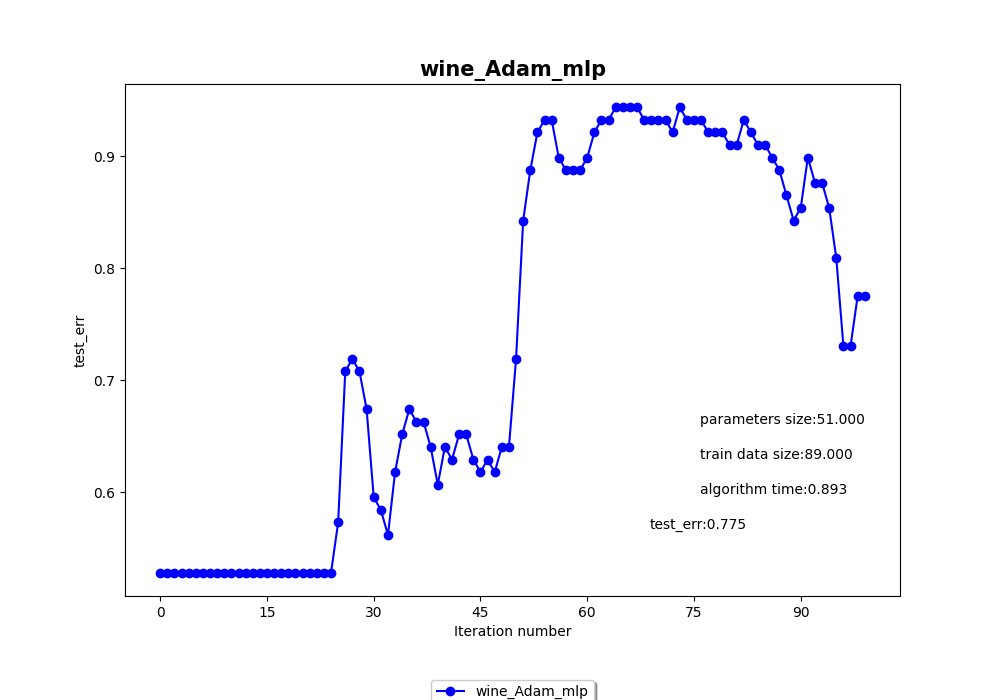 wine_Adam_mlp
0.9
0.8
0.7
0.6
test_err
parameters size:51.000
train data size:89.000
algorithm time:0.893
test_err:0.775
0 15 30 45 60 75 90
Iteration number
wine_Adam_mlp